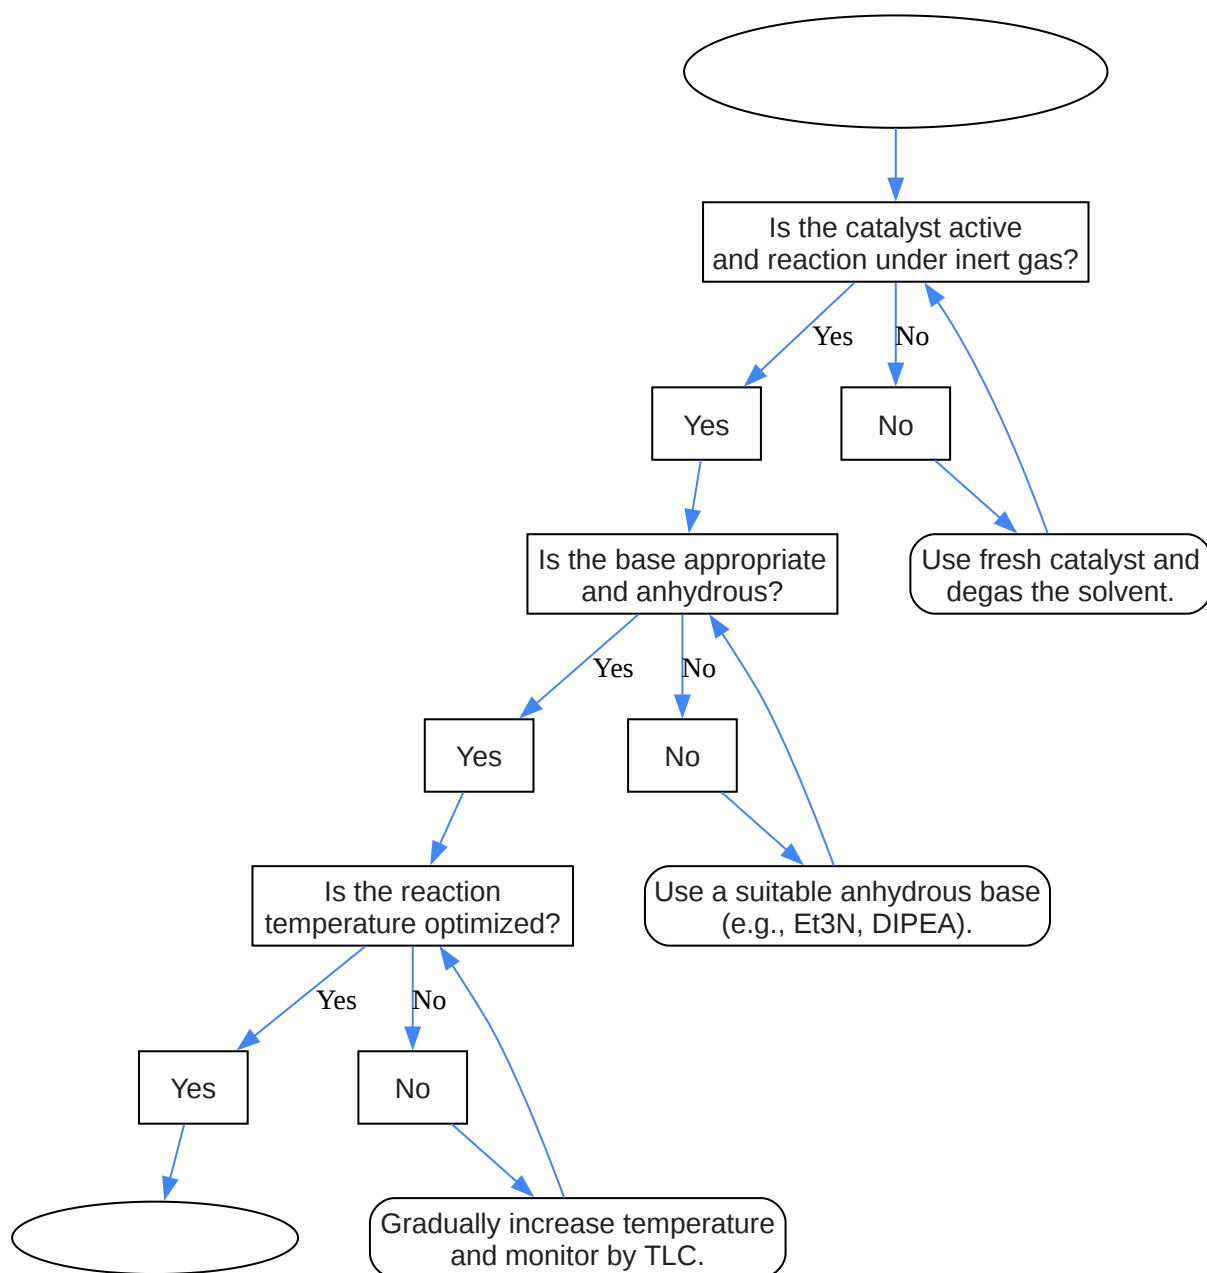 Is the catalyst active
and reaction under inert gas?
Yes
No
Yes
No
Is the base appropriate
and anhydrous?
Use fresh catalyst and
degas the solvent.
Yes
No
Yes
No
Is the reaction
temperature optimized?
Use a suitable anhydrous base
(e.g., Et3N, DIPEA).
Yes
No
Yes
No
Gradually increase temperature
and monitor by TLC.